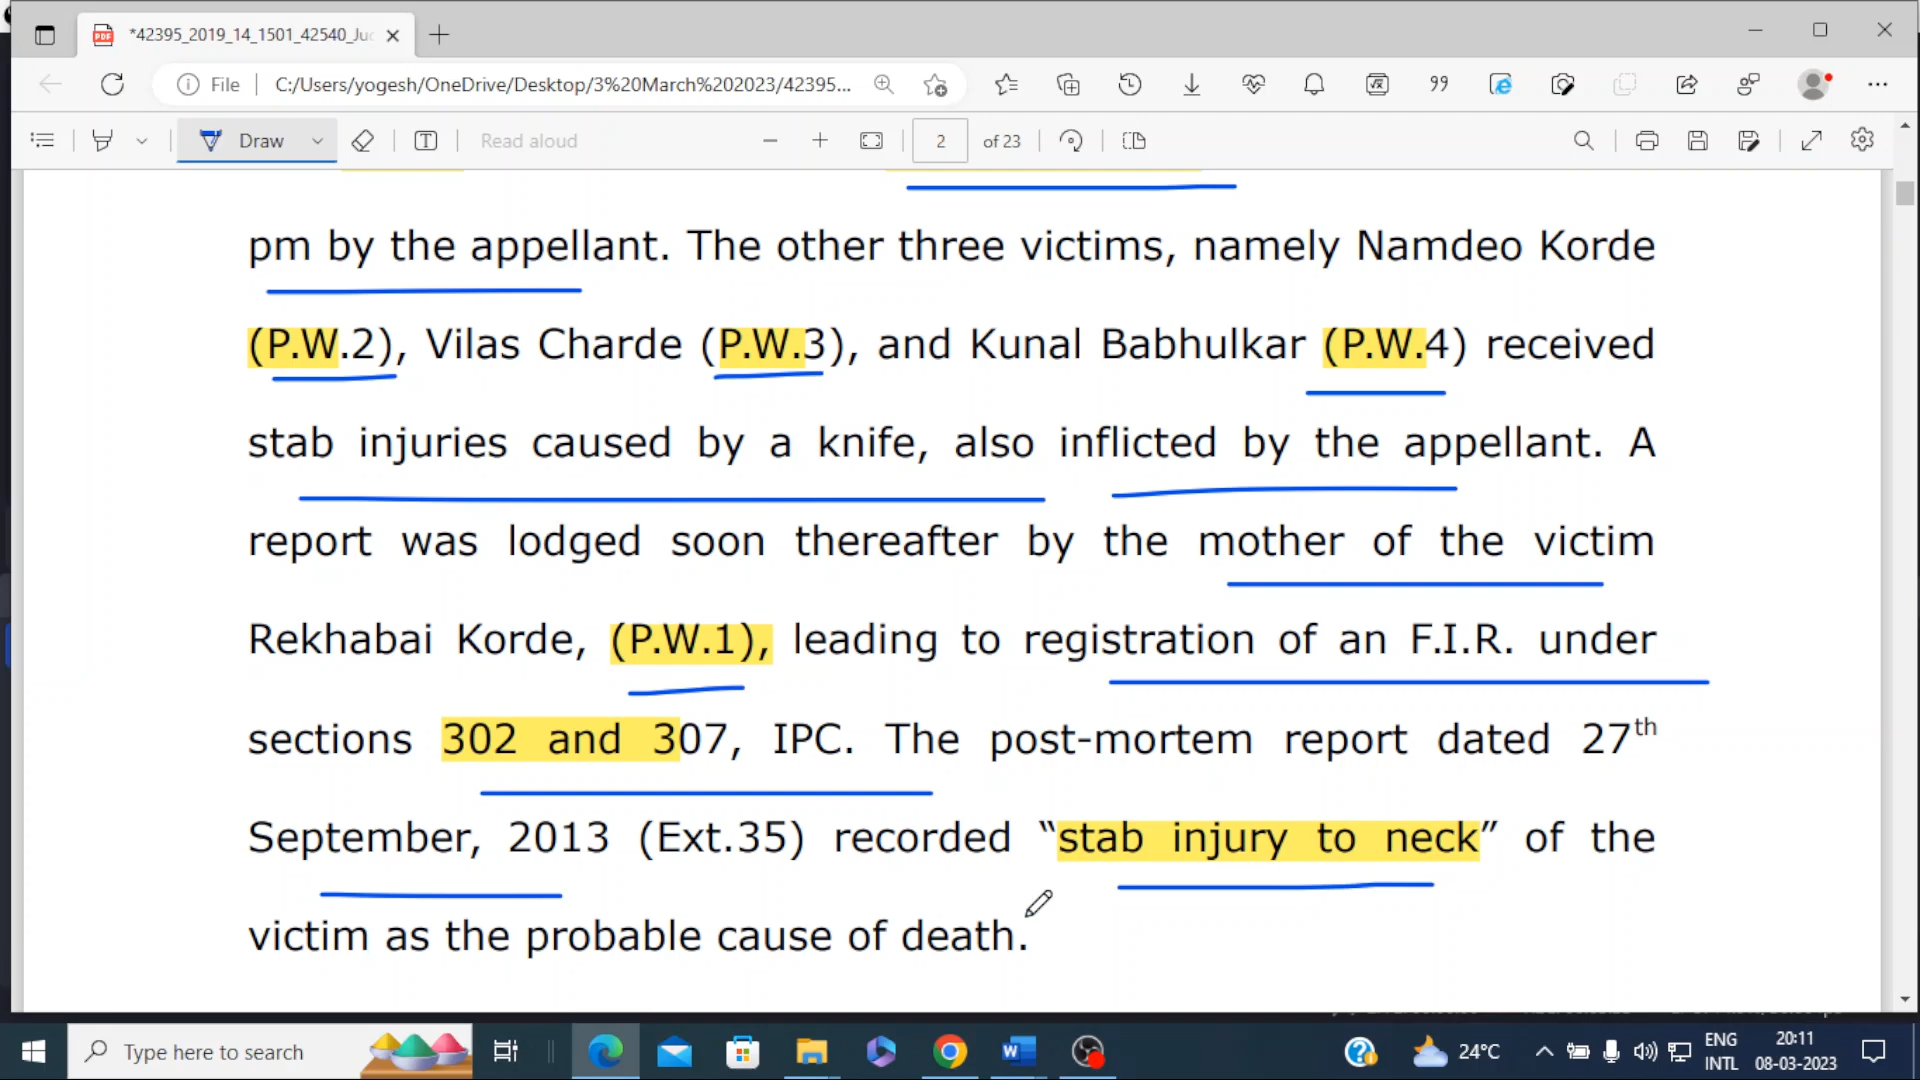 *42395_2019_14_1501_42540_Juc
File
C:/Users/yogesh/OneDrive/Desktop/3%20March%202023/42395...
Draw
Read aloud
2
of 23
pm by the appellant. The other three victims, namely Namdeo Korde
(P.W.2), Vilas Charde (P.W.3), and Kunal Babhulkar (P.W.4) received
stab injuries caused by a knife, also inflicted by the appellant. A
report was lodged soon thereafter by the mother of the victim
Rekhabai Korde, (P.W.1), leading to registration of an F.I.R. under
sections 302 and 307, IPC. The post-mortem report dated 27th
September, 2013 (Ext.35) recorded “stab injury to neck” of the
victim as the probable cause of death.
Type here to search
24°C
ENG
INTL
20:11
08-03-2023